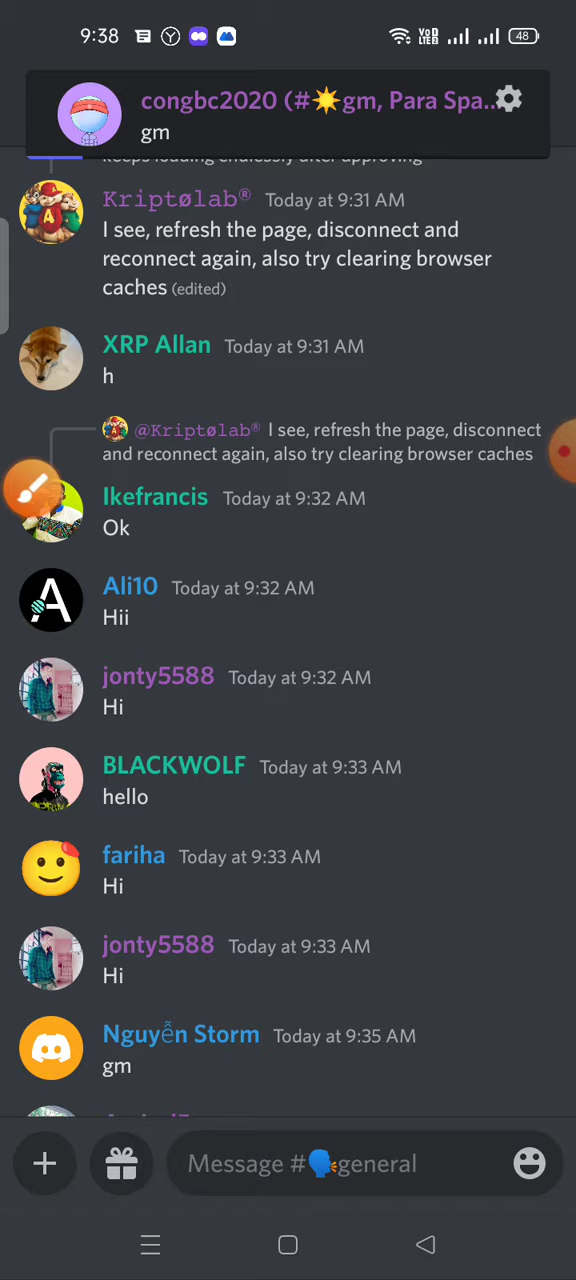 9:38 VoLTE2 48
congbc2020 (#☀️gm, Para Spa...
gm
keeps loading endlessly after approving
Kriptølab® Today at 9:31 AM
I see, refresh the page, disconnect and
reconnect again, also try clearing browser
caches (edited)
XRP Allan Today at 9:31 AM
h
@Kriptølab® I see, refresh the page, disconnect
and reconnect again, also try clearing browser caches
Ikefrancis Today at 9:32 AM
Ok
A
Ali10 Today at 9:32 AM
Hii
jonty5588 Today at 9:32 AM
Hi
BLACKWOLF Today at 9:33 AM
hello
fariha Today at 9:33 AM
Hi
jonty5588 Today at 9:33 AM
Hi
Nguyễn Storm Today at 9:35 AM
gm
Message #🗣️general